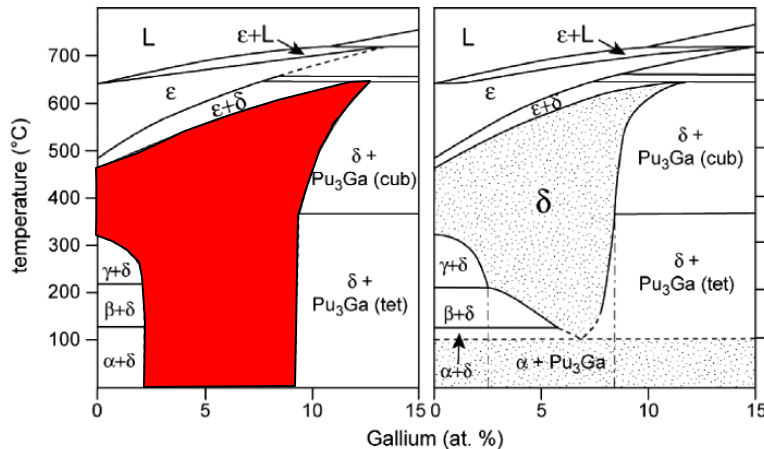 L
ε+L
ε
ε+δ
δ +
Pu₃Ga (cub)
γ+δ
β+δ
α+δ
δ +
Pu₃Ga (tet)
700
600
500
400
300
200
100
temperature (°C)
0
5
10
15
L
ε+L
ε
ε+δ
δ
δ +
Pu₃Ga (cub)
γ+δ
β+δ
α+δ
δ +
Pu₃Ga (tet)
α + Pu₃Ga
0
5
10
15
Gallium (at. %)